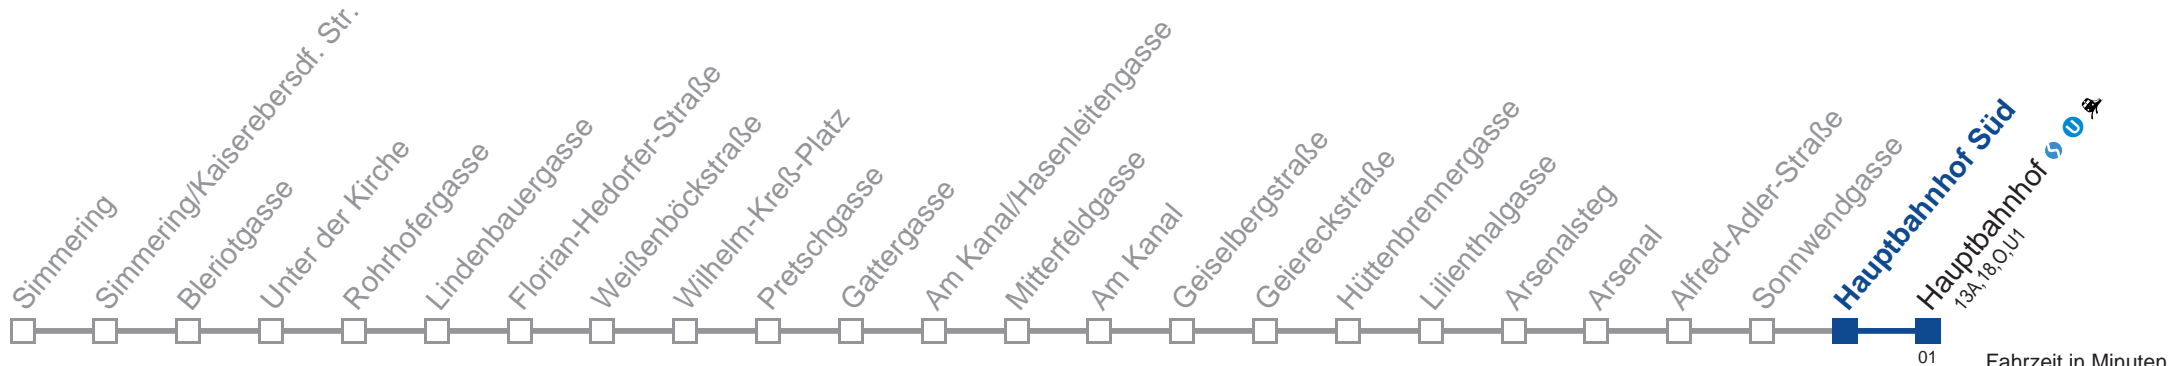 Simmering
Simmering/Kaiserebersdf. Str.
Bleriotgasse
Unter der Kirche
Rohrhofergasse
Lindenbauergasse
Florian-Hedorfer-Straße
Weißenböckstraße
Wilhelm-Kreß-Platz
Pretschgasse
Gattergasse
Am Kanal/Hasenleitengasse
Mitterfeldgasse
Am Kanal
Geiselbergstraße
Geiereckstraße
Hüttenbrennergasse
Lilienthalgasse
Arsenalsteg
Arsenal
Alfred-Adler-Straße
Sonnwendgasse
Hauptbahnhof Süd
Hauptbahnhof S U
13A,18,O,U1
01
Fahrzeit in Minuten